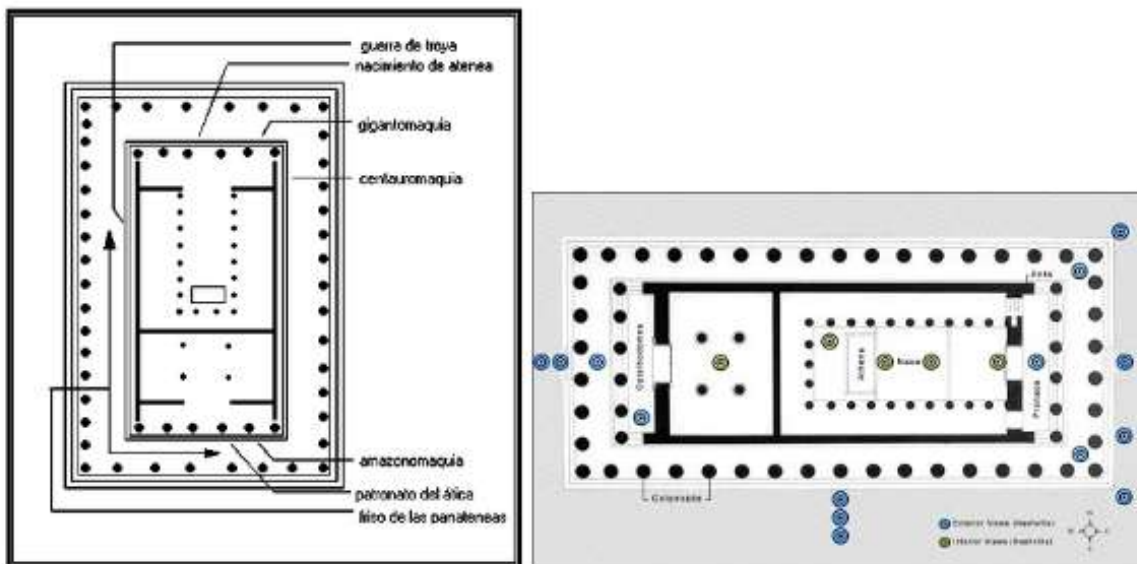 guerra de troya
nacimiento de atenea
gigantomaquia
centauromaquia
amazonomaquia
patronato del ática
friso de las panateneas
Opisthodomos
Athena
Naos
Pronaos
Colonnade